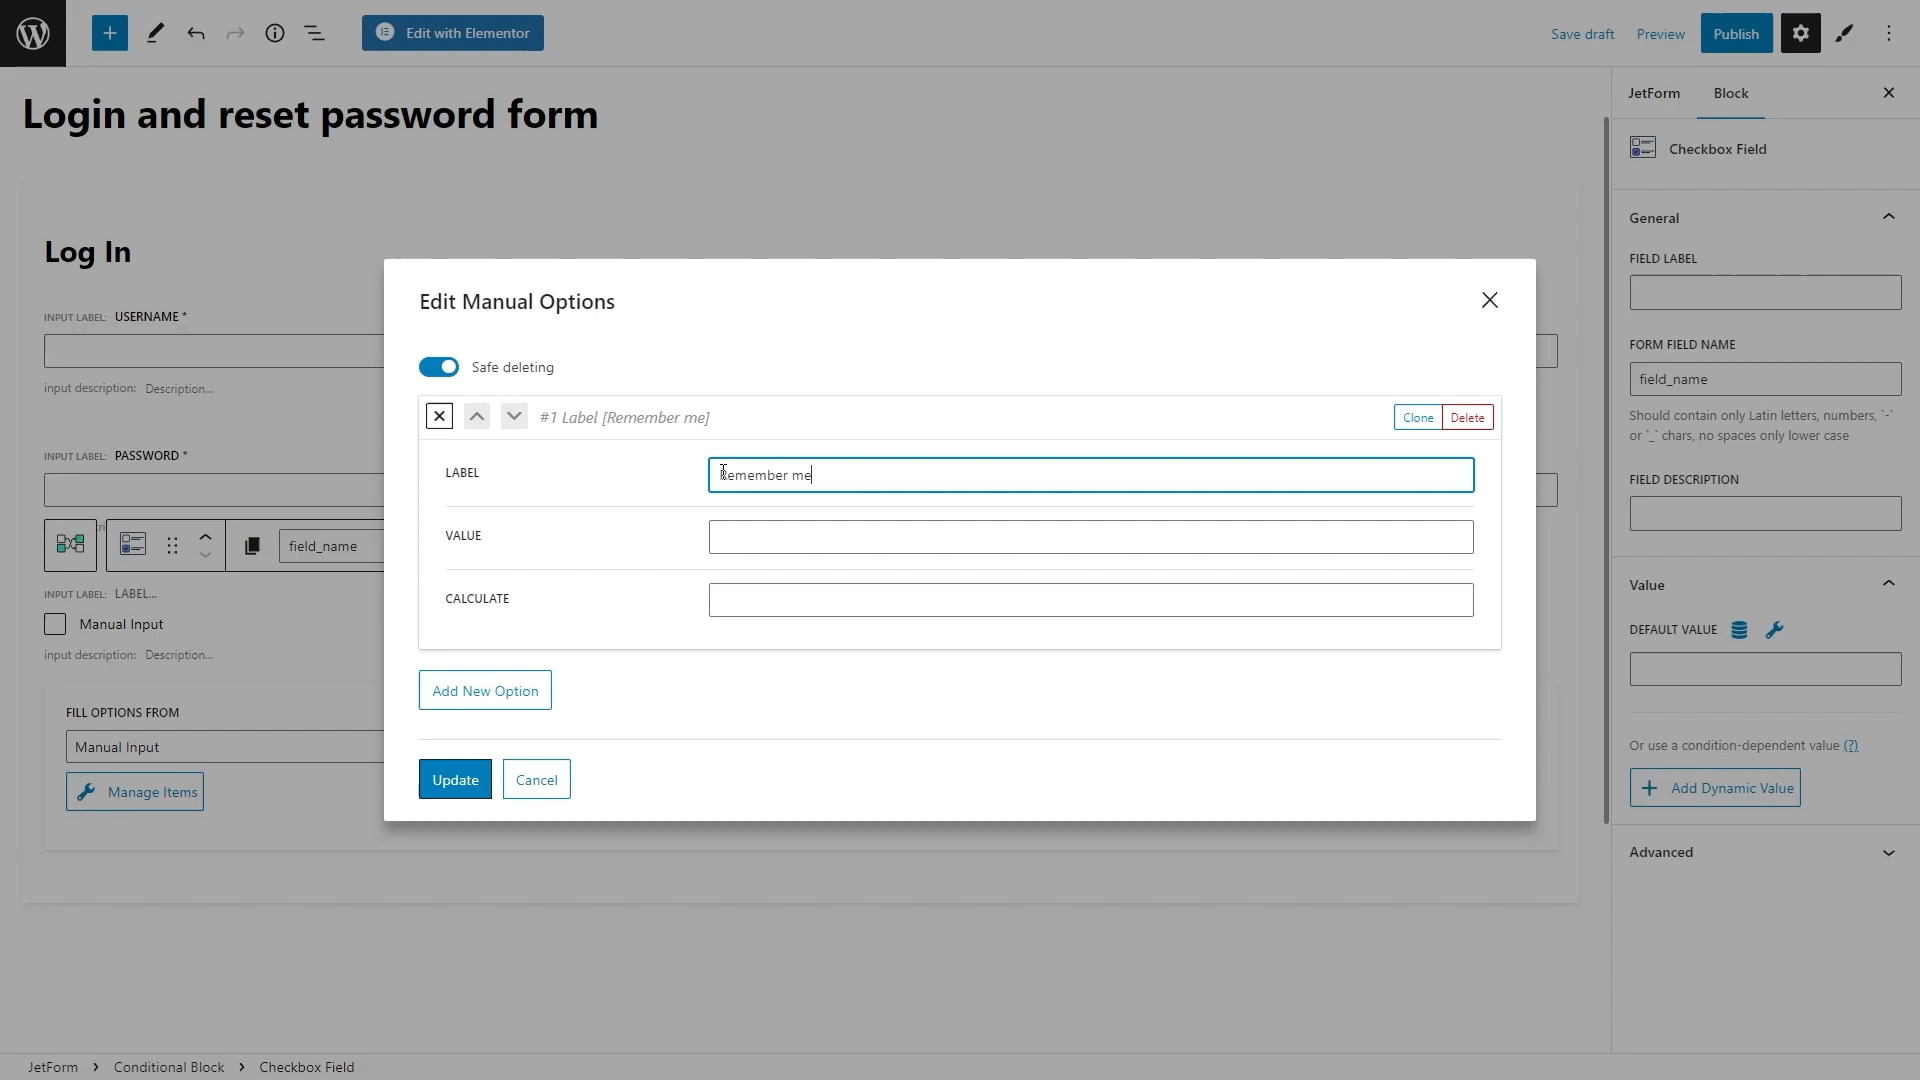 Edit with Elementor
Save draft
Preview
Publish
Login and reset password form
JetForm
Block
Checkbox Field
Log In
General
FIELD LABEL
INPUT LABEL: USERNAME *
input description: Description...
INPUT LABEL: PASSWORD *
field_name
INPUT LABEL: LABEL...
Manual Input
input description: Description...
FILL OPTIONS FROM
Manual Input
Manage Items
Edit Manual Options
Safe deleting
#1 Label [Remember me]
Clone
Delete
LABEL
Remember me
VALUE
CALCULATE
Add New Option
Update
Cancel
FORM FIELD NAME
field_name
Should contain only Latin letters, numbers, `-`
or `_` chars, no spaces only lower case
FIELD DESCRIPTION
Value
DEFAULT VALUE
Or use a condition-dependent value (?)
Add Dynamic Value
Advanced
JetForm > Conditional Block > Checkbox Field